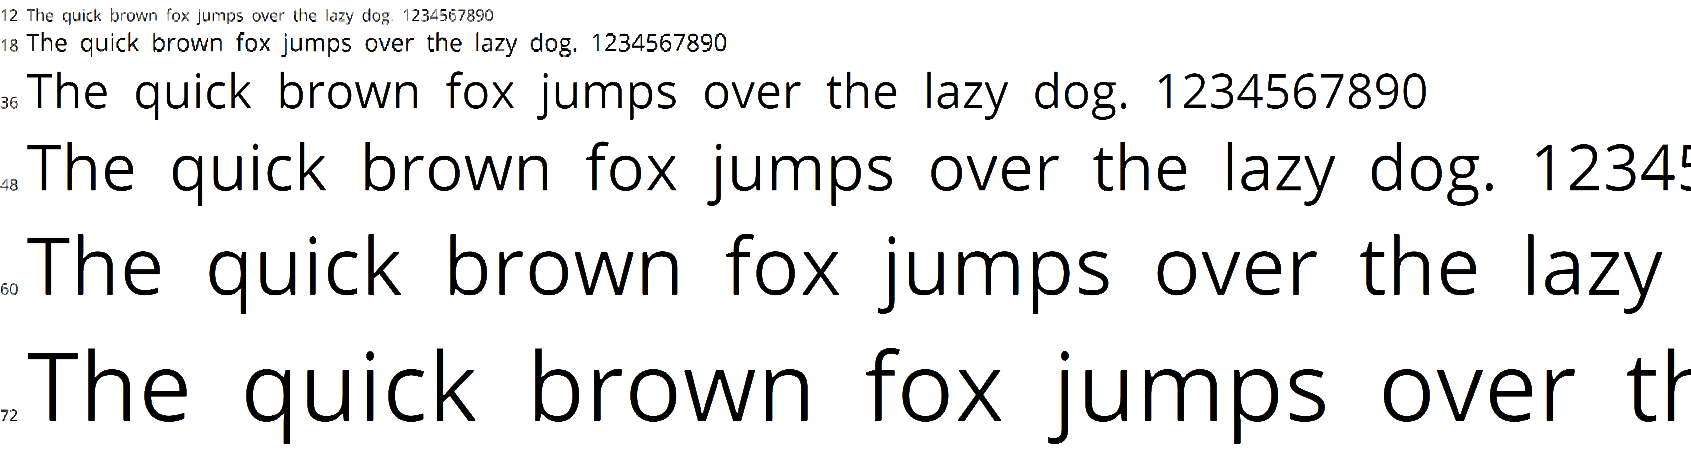 12 The quick brown fox jumps over the lazy dog. 1234567890
18 The quick brown fox jumps over the lazy dog. 1234567890
36 The quick brown fox jumps over the lazy dog. 1234567890
48 The quick brown fox jumps over the lazy dog. 12345
60 The quick brown fox jumps over the lazy
72 The quick brown fox jumps over th